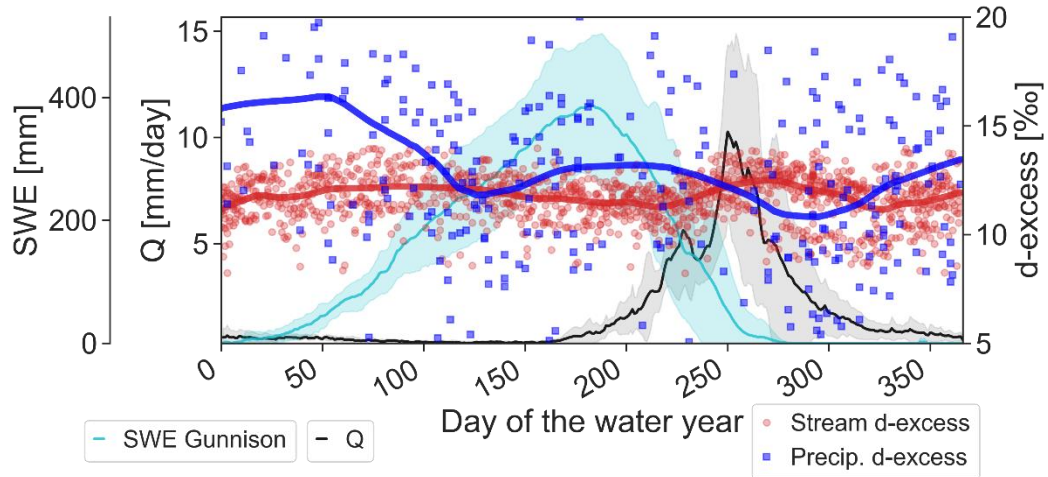 SWE [mm]
400
200
0
Q [mm/day]
15
10
5
20
15
10
5
d-excess [‰]
0
50
100
150
200
250
300
350
Day of the water year
SWE Gunnison
Q
Stream d-excess
Precip. d-excess